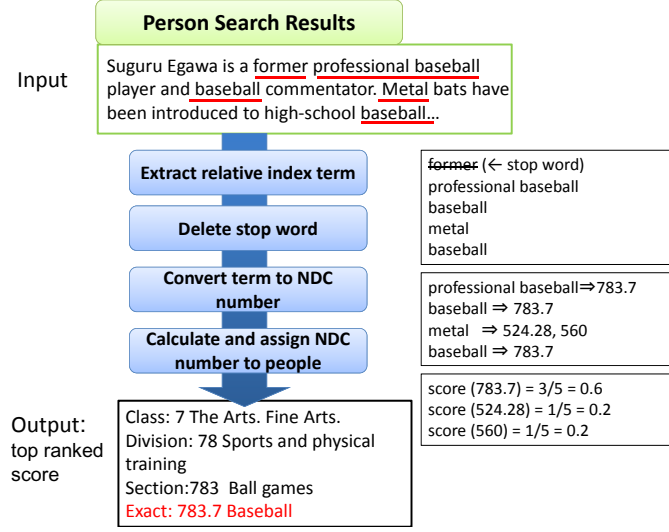 Person Search Results
Input
Suguru Egawa is a former professional baseball
player and baseball commentator. Metal bats have
been introduced to high-school baseball…
Extract relative index term
former (← stop word)
professional baseball
baseball
metal
baseball
Delete stop word
Convert term to NDC
number
professional baseball⇒783.7
baseball ⇒ 783.7
metal ⇒ 524.28, 560
baseball ⇒ 783.7
Calculate and assign NDC
number to people
score (783.7) = 3/5 = 0.6
score (524.28) = 1/5 = 0.2
score (560) = 1/5 = 0.2
Output:
top ranked
score
Class: 7 The Arts. Fine Arts.
Division: 78 Sports and physical
training
Section:783 Ball games
Exact: 783.7 Baseball